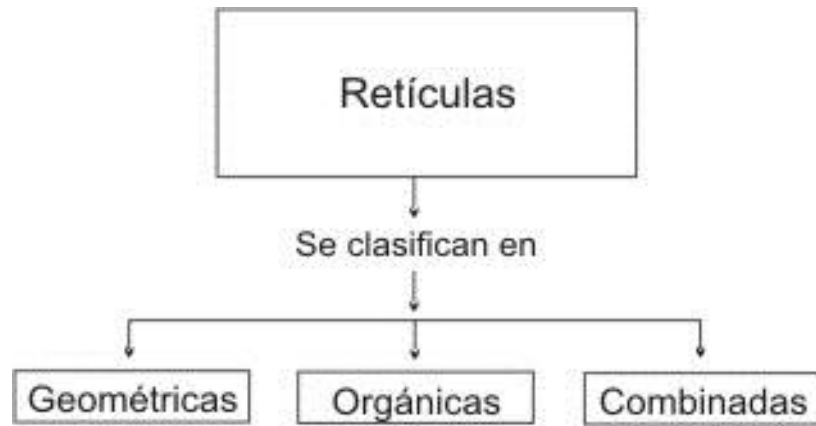 Retículas
Se clasifican en
Geométricas
Orgánicas
Combinadas